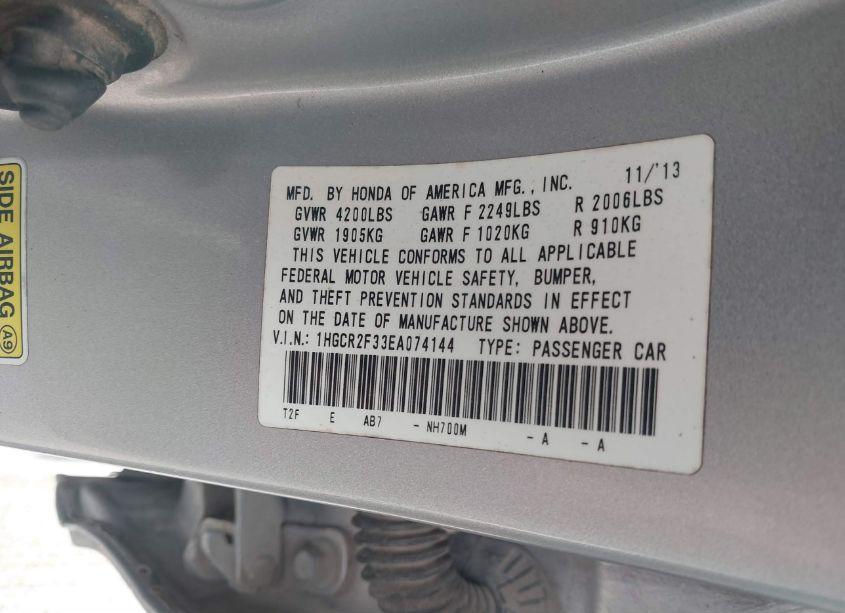 SIDE AIRBAG A9
MFD. BY HONDA OF AMERICA MFG., INC. 11/'13
GVWR 4200LBS GAWR F 2249LBS R 2006LBS
GVWR 1905KG GAWR F 1020KG R 910KG
THIS VEHICLE CONFORMS TO ALL APPLICABLE
FEDERAL MOTOR VEHICLE SAFETY, BUMPER,
AND THEFT PREVENTION STANDARDS IN EFFECT
ON THE DATE OF MANUFACTURE SHOWN ABOVE.
V.I.N.: 1HGCR2F33EA074144 TYPE: PASSENGER CAR
T2F E AB7 - NH700M - A - A